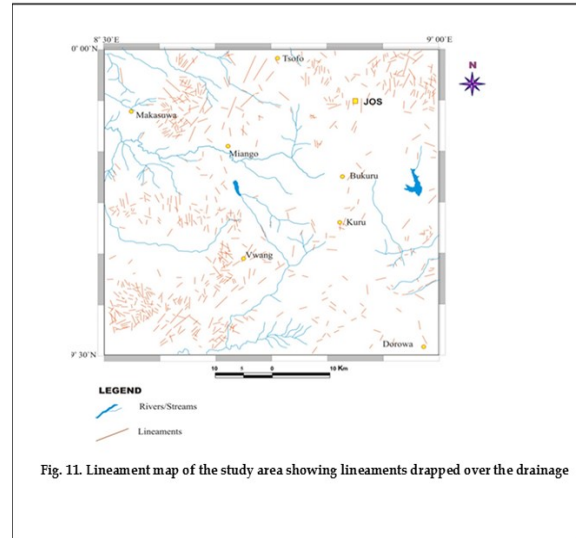 8° 30'E
9° 00'E
0° 00'N
N
Tsofo
JOS
Makasuwa
Miango
Bukuru
Kuru
Vwang
Dorowa
9° 30'N
10
0
10 Km
LEGEND
Rivers/Streams
Lineaments
Fig. 11. Lineament map of the study area showing lineaments drapped over the drainage